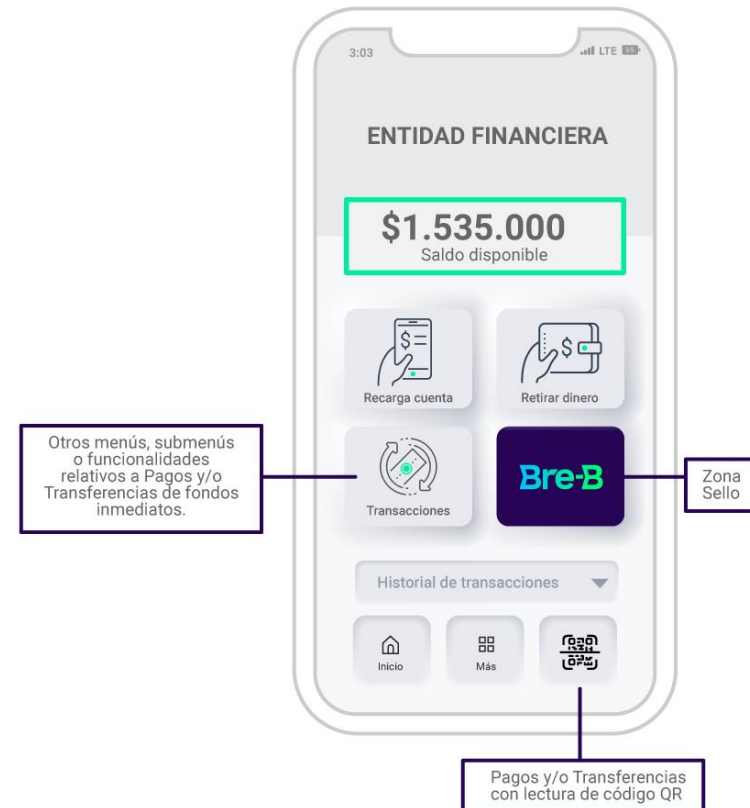 3:03
LTE
ENTIDAD FINANCIERA
$1.535.000
Saldo disponible
$
$
Recarga cuenta
Retirar dinero
Otros menús, submenús
o funcionalidades
relativos a Pagos y/o
Transferencias de fondos
inmediatos.
Transacciones
Bre-B
Zona
Sello
Historial de transacciones
Inicio
Más
Pagos y/o Transferencias
con lectura de código QR